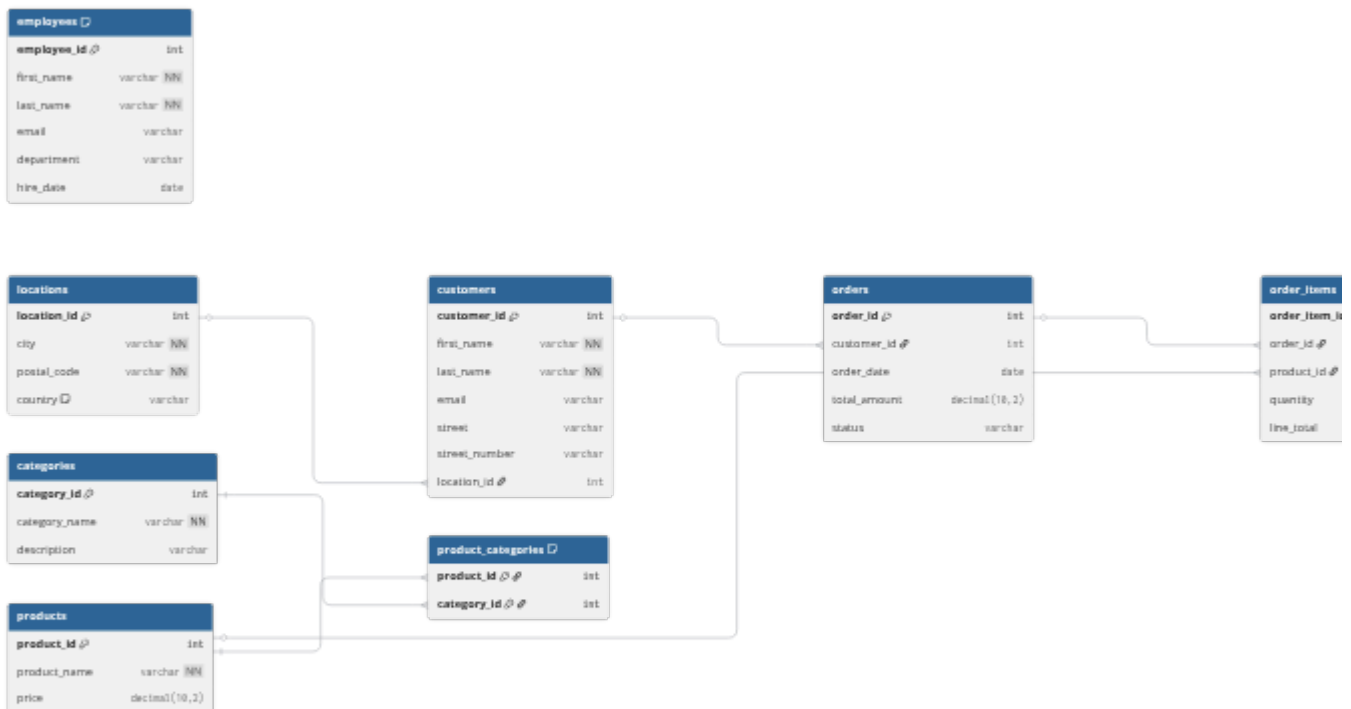 employees
employee_id int
first_name varchar NN
last_name varchar NN
email varchar
department varchar
hire_date date
locations
location_id int
city varchar NN
postal_code varchar NN
country varchar
customers
customer_id int
first_name varchar NN
last_name varchar NN
email varchar
street varchar
street_number varchar
location_id int
orders
order_id int
customer_id int
order_date date
total_amount decimal(10,2)
status varchar
order_items
order_item_i
order_id
product_id
quantity
line_total
categories
category_id int
category_name varchar NN
description varchar
product_categories
product_id int
category_id int
products
product_id int
product_name varchar NN
price decimal(10,2)